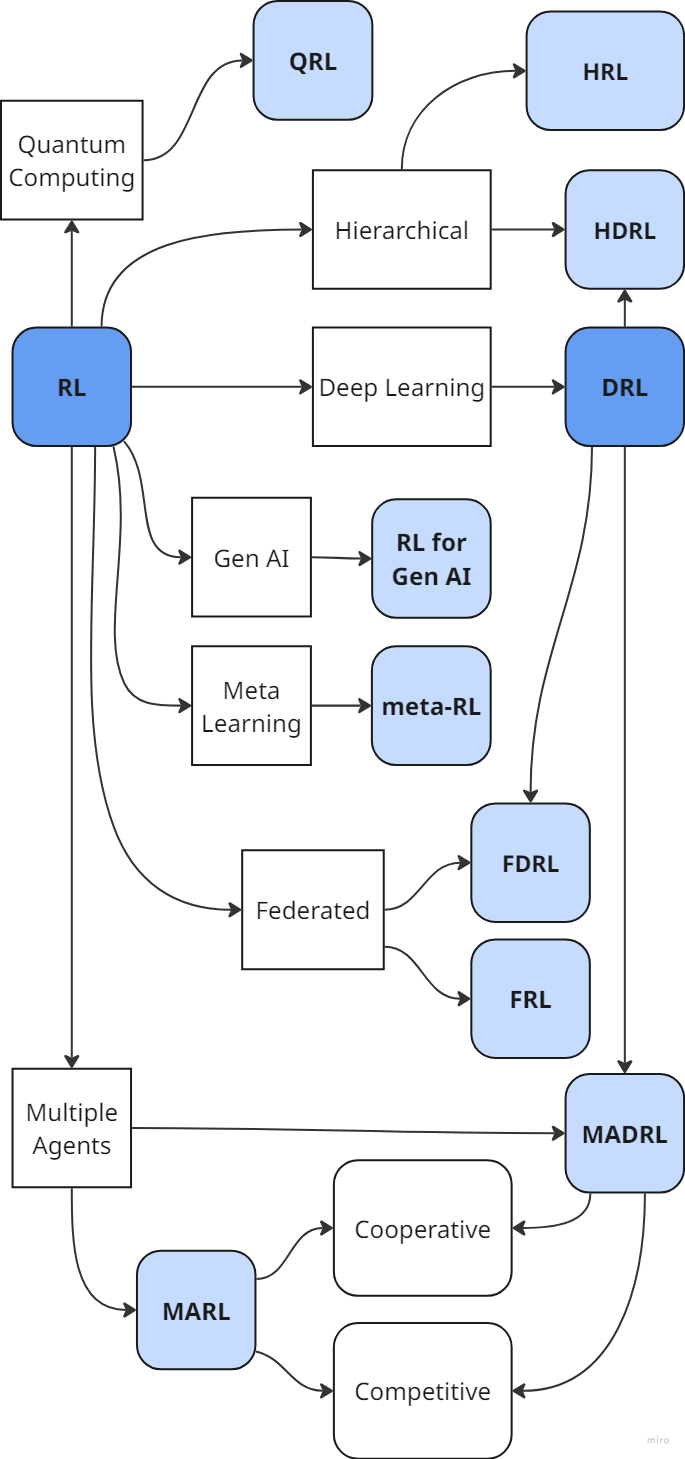 QRL
HRL
Quantum
Computing
Hierarchical
HDRL
RL
Deep Learning
DRL
Gen AI
RL for
Gen AI
Meta
Learning
meta-RL
FDRL
Federated
FRL
Multiple
Agents
MADRL
Cooperative
MARL
Competitive
miro